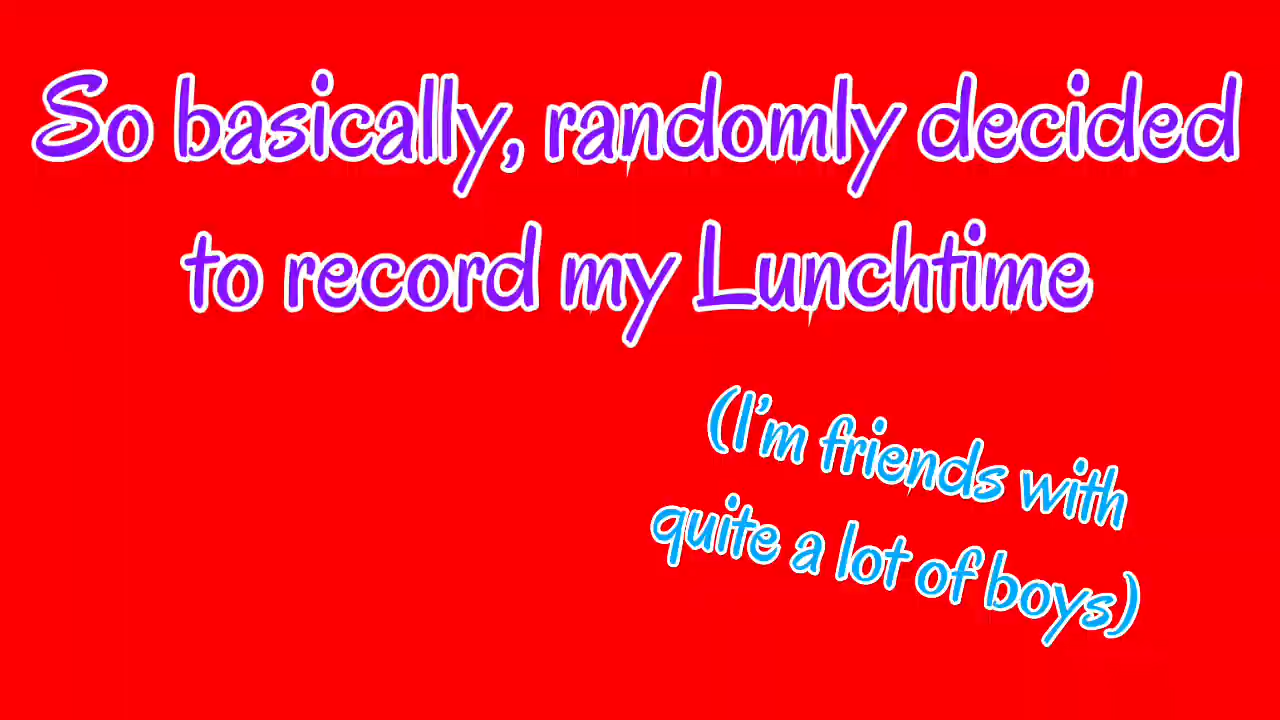 So basically, randomly decided
to record my Lunchtime
(I'm friends with
quite a lot of boys)